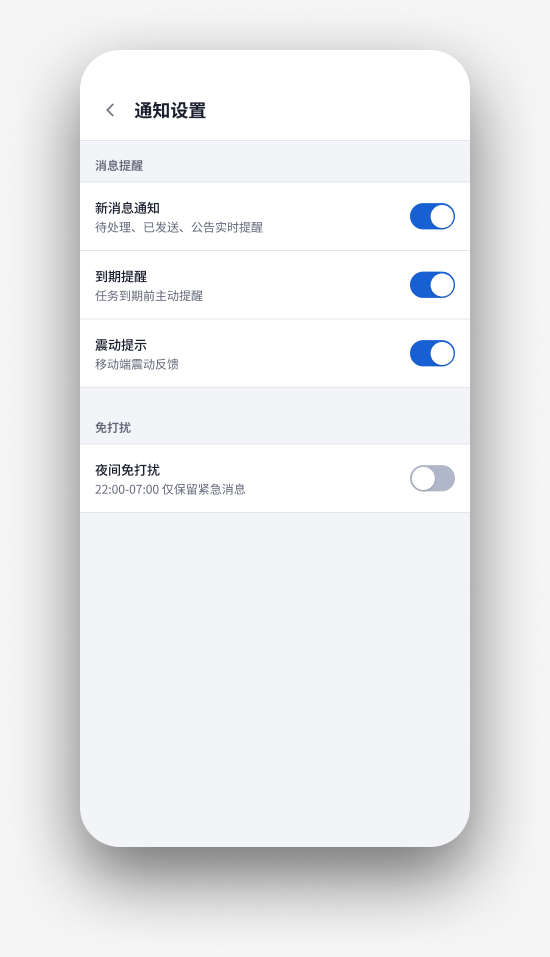 通知设置
消息提醒
新消息通知
待处理、已发送、公告实时提醒
到期提醒
任务到期前主动提醒
震动提示
移动端震动反馈
免打扰
夜间免打扰
22:00-07:00 仅保留紧急消息